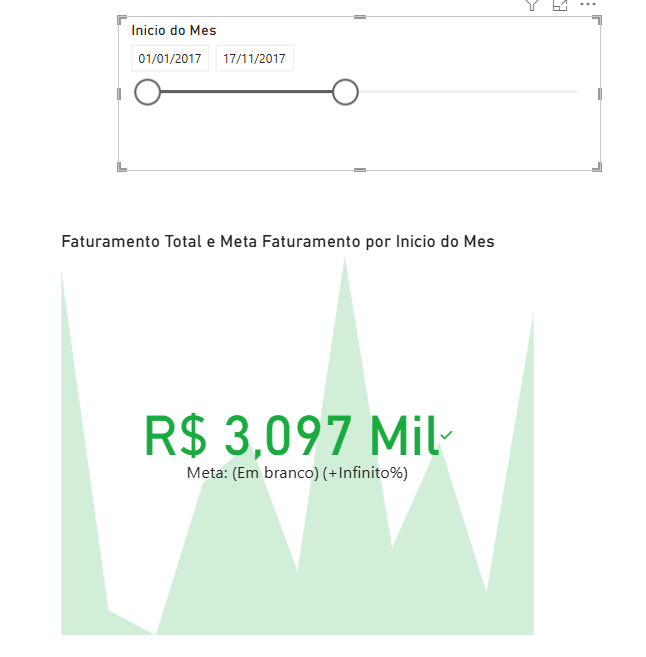 Inicio do Mes
01/01/2017 17/11/2017
Faturamento Total e Meta Faturamento por Inicio do Mes
R$ 3,097 Mil
Meta: (Em branco) (+Infinito%)